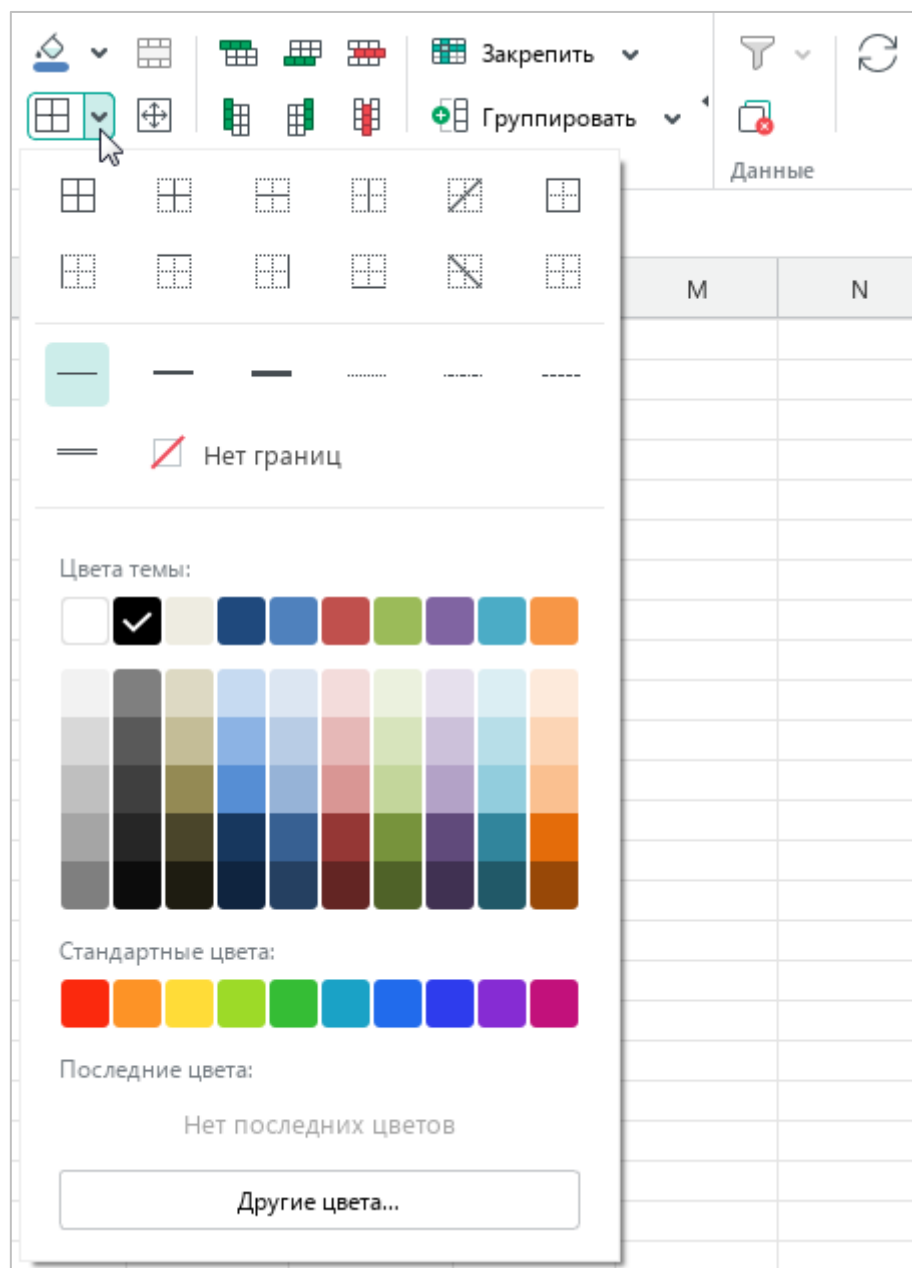 Закрепить
Группировать
Данные
M N
Нет границ
Цвета темы:
Стандартные цвета:
Последние цвета:
Нет последних цветов
Другие цвета...